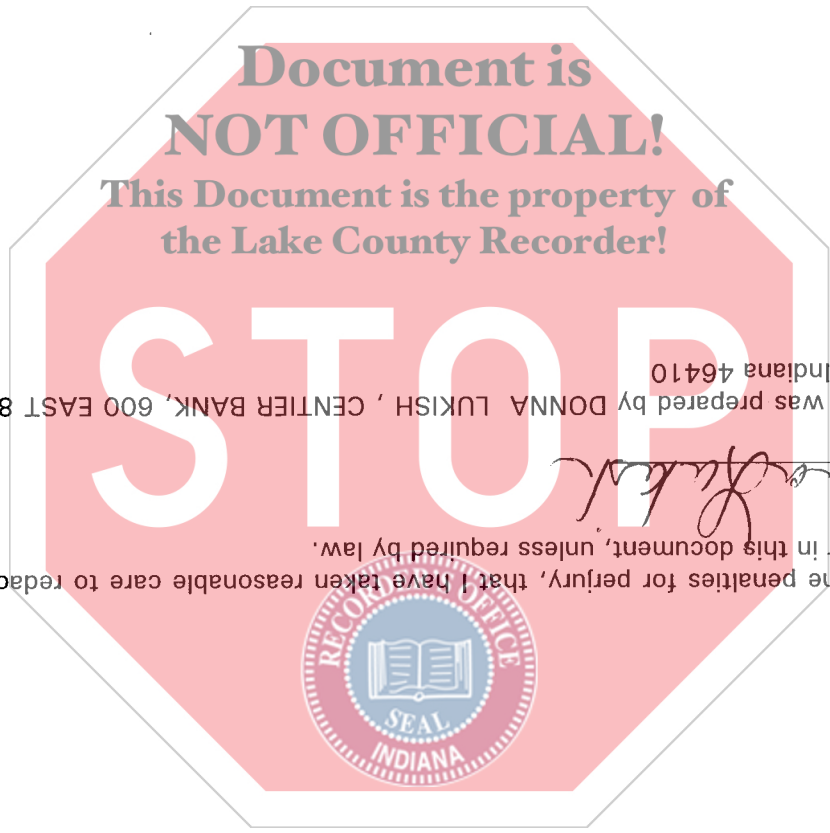 Document is
NOT OFFICIAL!
This Document is the property of
the Lake County Recorder!
STOP
Indiana 46410
was prepared by DONNA LUKISH , CENTIER BANK, 600 EAST 8
Lukish
in this document, unless required by law.
penalties for perjury, that I have taken reasonable care to redac
RECORDER'S OFFICE
SEAL
INDIANA